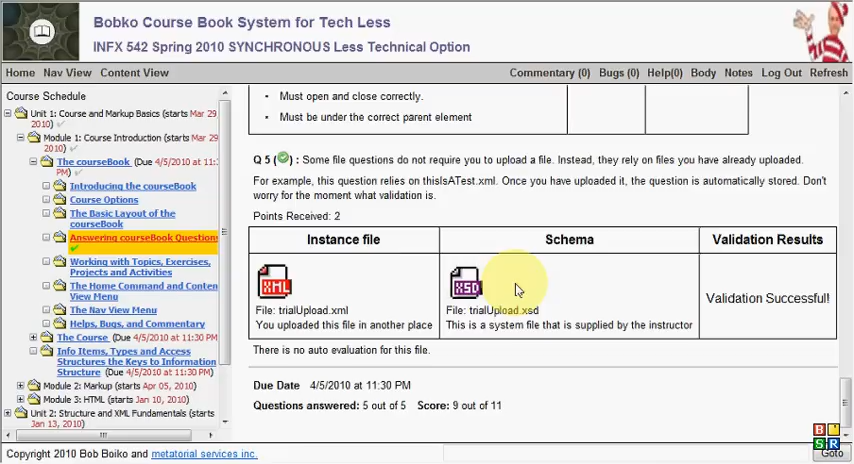 Bobko Course Book System for Tech Less
INFX 542 Spring 2010 SYNCHRONOUS Less Technical Option
Home Nav View Content View Commentary (0) Bugs (0) Help(0) Body Notes Log Out Refresh
Course Schedule
Unit 1: Course and Markup Basics (starts Mar 29
2010)
Module 1: Course Introduction (starts Mar 29
2010)
The courseBook (Due 4/5/2010 at 11:3
PM)
Introducing the courseBook
Course Options
The Basic Layout of the
courseBook
Answering courseBook Questions
Working with Topics, Exercises,
Projects and Activities
The Home Command and Conten
View Menu
The Nav View Menu
Helps, Bugs, and Commentary
The Course (Due 4/5/2010 at 11:30 PM
Info Items, Types and Access
Structures the Keys to Information
Structure (Due 4/5/2010 at 11:30 PM)
Module 2: Markup (starts Apr 05, 2010)
Module 3: HTML (starts Jan 10, 2010)
Unit 2: Structure and XML Fundamentals (starts
Jan 13, 2010)
• Must open and close correctly.
• Must be under the correct parent element
Q 5 ( ) : Some file questions do not require you to upload a file. Instead, they rely on files you have already uploaded.
For example, this question relies on thisIsATest.xml. Once you have uploaded it, the question is automatically stored. Don't
worry for the moment what validation is.
Points Received: 2
Instance file Schema Validation Results
XML XSD
File: trialUpload.xml File: trialUpload.xsd Validation Successful!
You uploaded this file in another place This is a system file that is supplied by the instructor
There is no auto evaluation for this file.
Due Date 4/5/2010 at 11:30 PM
Questions answered: 5 out of 5 Score: 9 out of 11
Copyright 2010 Bob Boiko and metatorial services inc. Goto